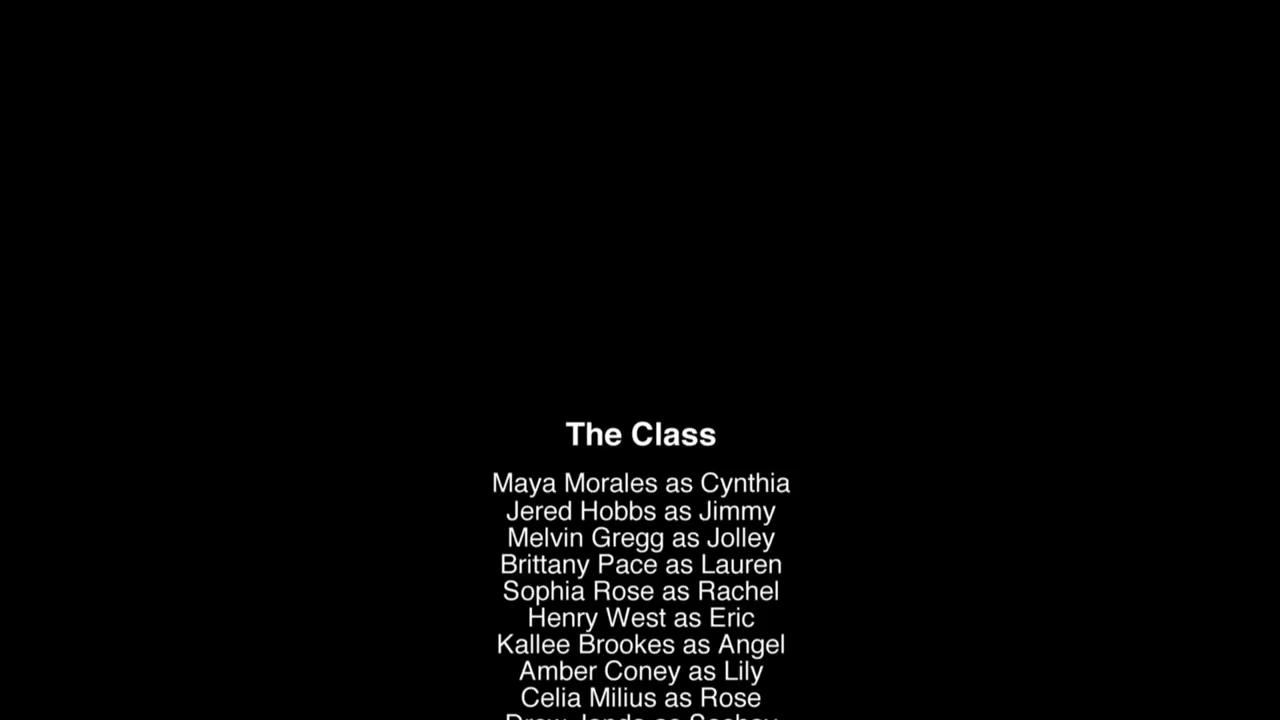 The Class
Maya Morales as Cynthia
Jered Hobbs as Jimmy
Melvin Gregg as Jolley
Brittany Pace as Lauren
Sophia Rose as Rachel
Henry West as Eric
Kallee Brookes as Angel
Amber Coney as Lily
Celia Milius as Rose